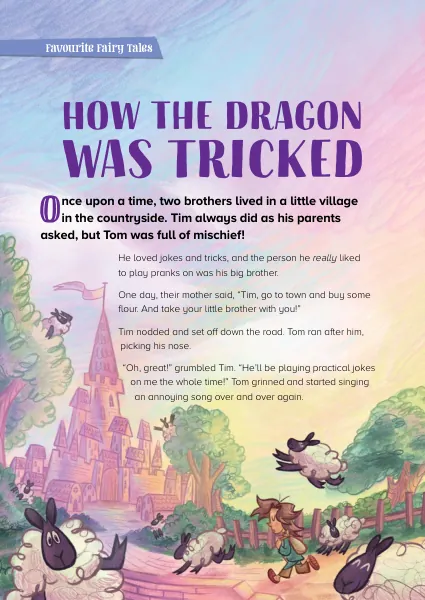 Favourite Fairy Tales
HOW THE DRAGON
WAS TRICKED
Once upon a time, two brothers lived in a little village
in the countryside. Tim always did as his parents
asked, but Tom was full of mischief!
He loved jokes and tricks, and the person he really liked
to play pranks on was his big brother.
One day, their mother said, “Tim, go to town and buy some
flour. And take your little brother with you!”
Tim nodded and set off down the road. Tom ran after him,
picking his nose.
“Oh, great!” grumbled Tim. “He’ll be playing practical jokes
on me the whole time!” Tom grinned and started singing
an annoying song over and over again.